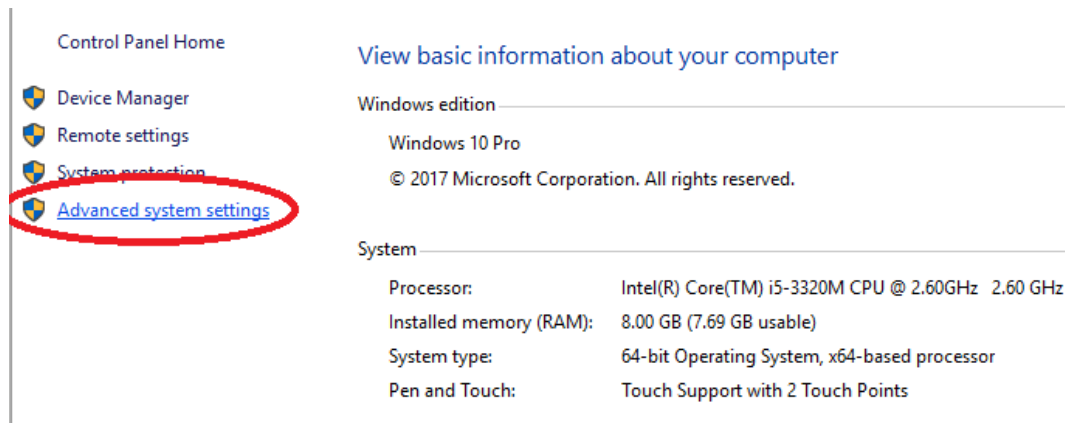 Control Panel Home
Device Manager
Remote settings
System protection
Advanced system settings
View basic information about your computer
Windows edition
Windows 10 Pro
© 2017 Microsoft Corporation. All rights reserved.
System
Processor: Intel(R) Core(TM) i5-3320M CPU @ 2.60GHz 2.60 GHz
Installed memory (RAM): 8.00 GB (7.69 GB usable)
System type: 64-bit Operating System, x64-based processor
Pen and Touch: Touch Support with 2 Touch Points